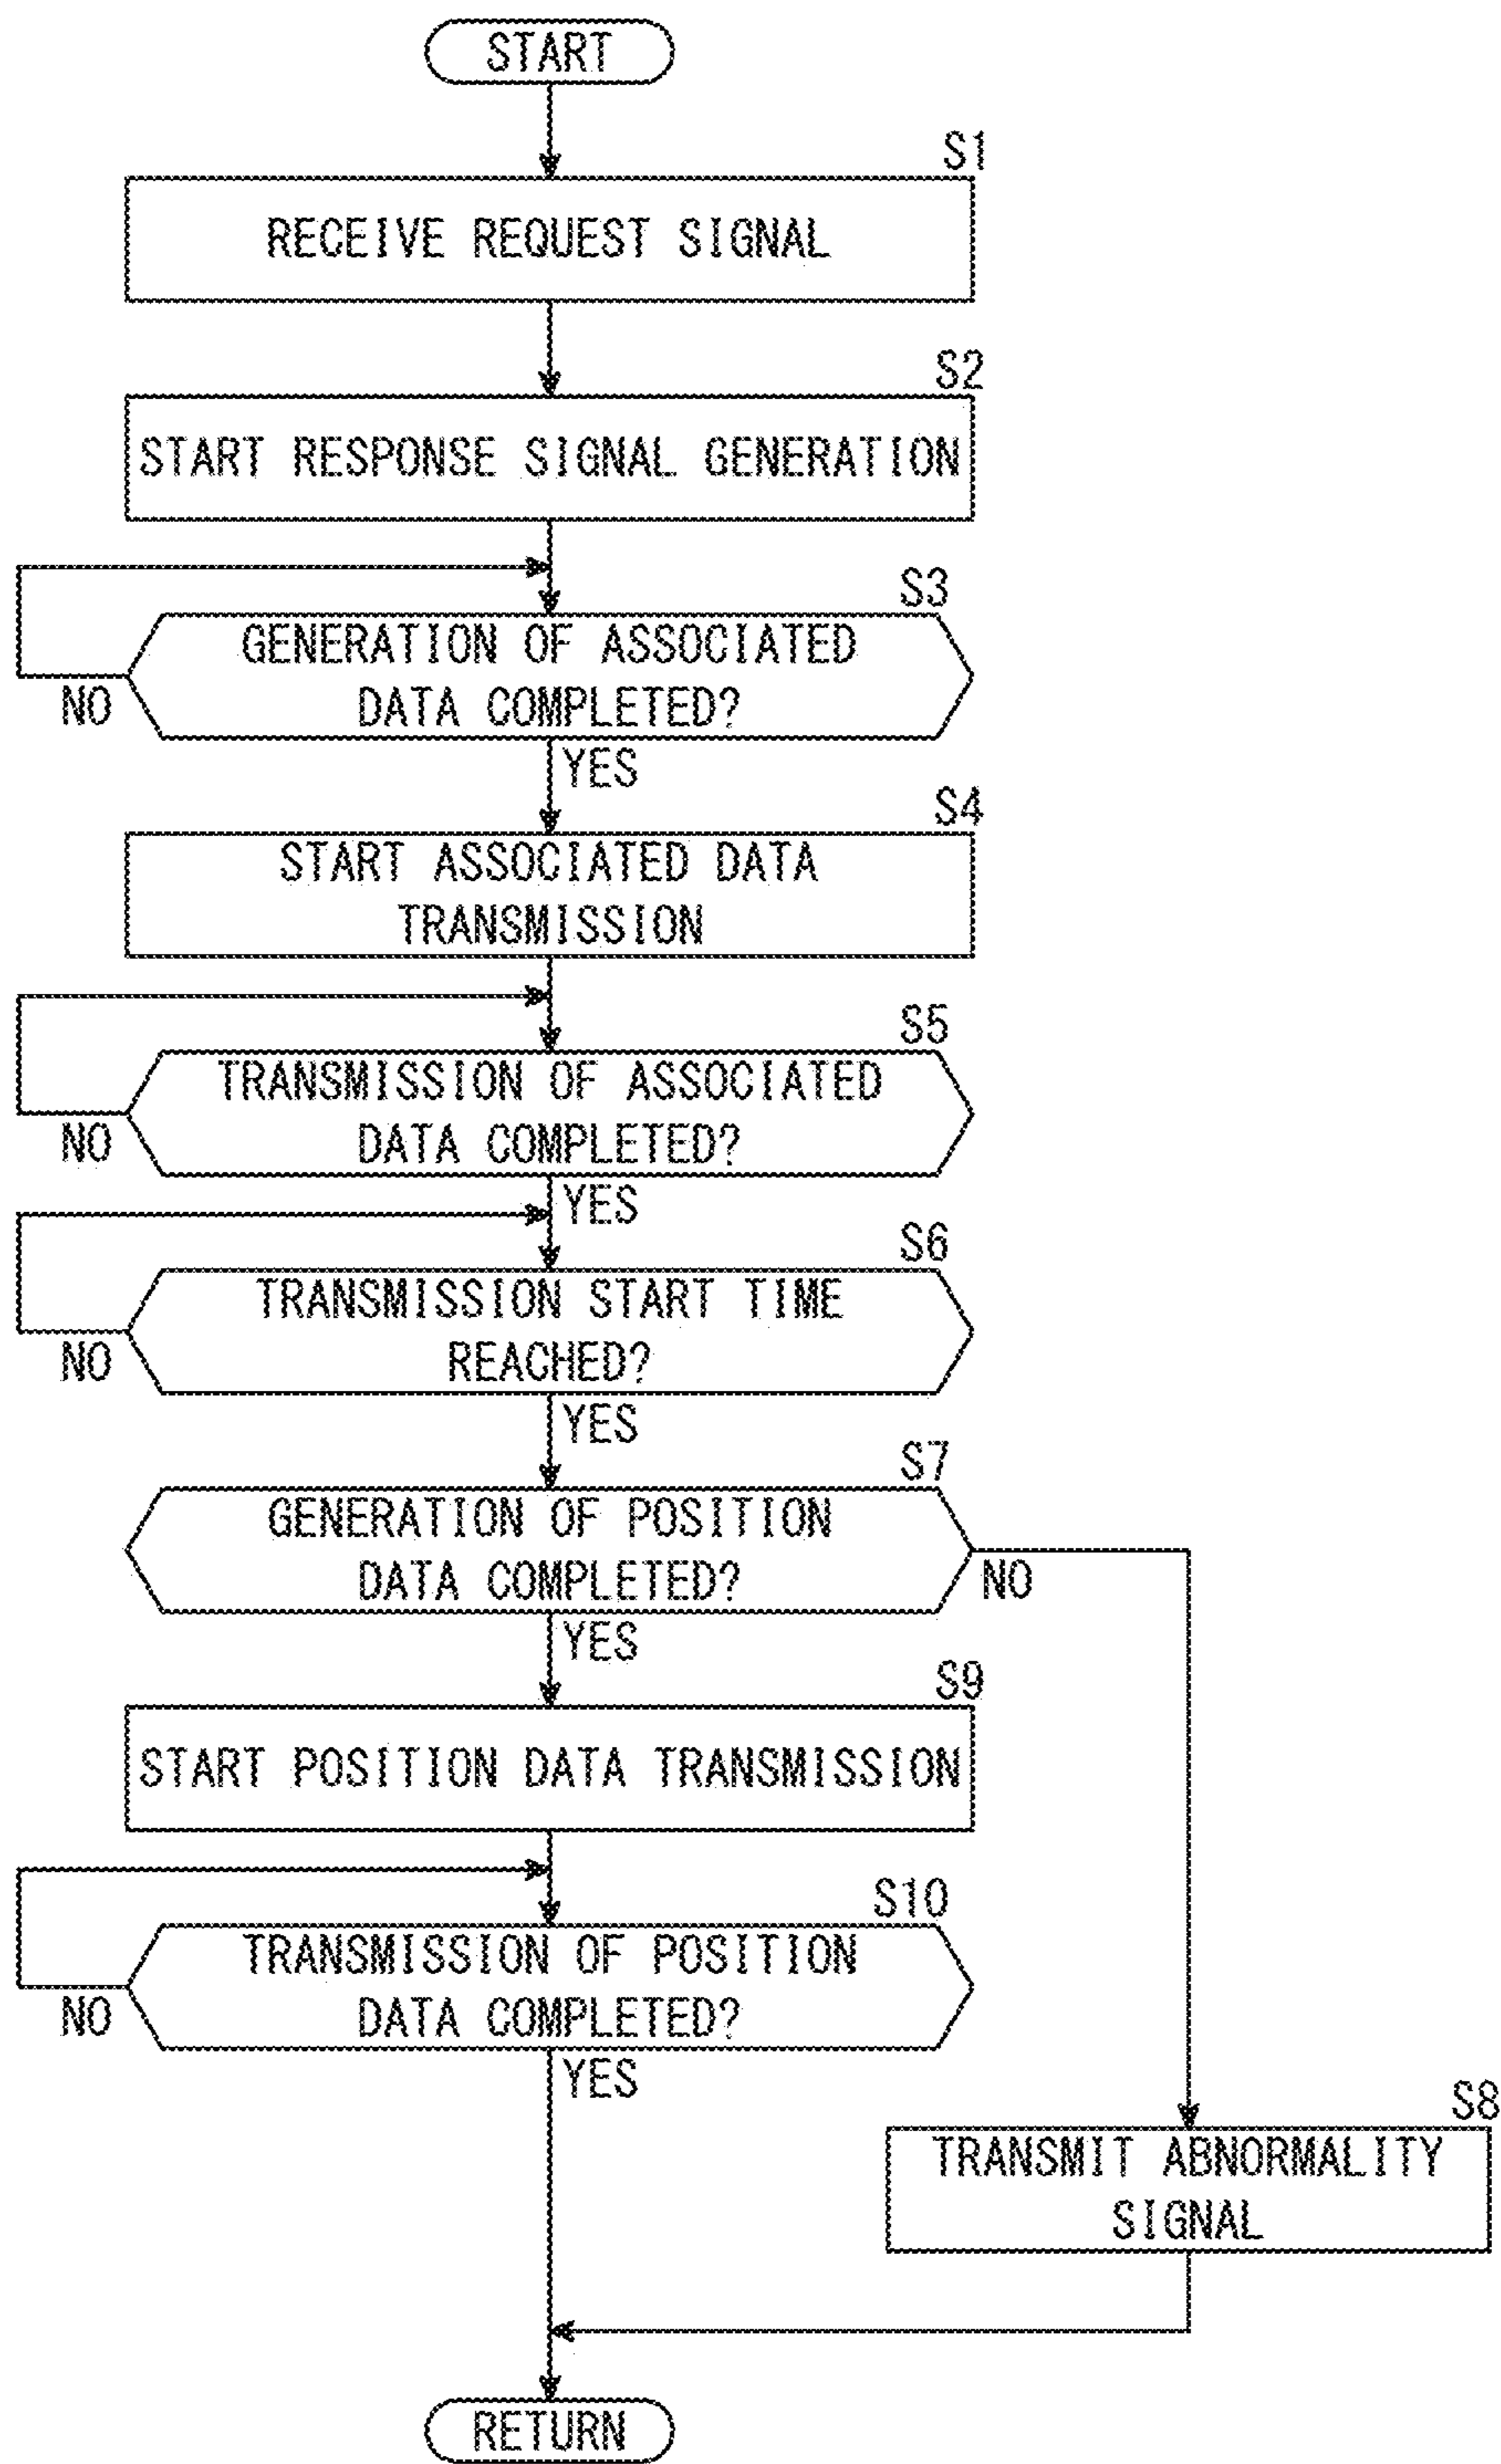 START
S1
RECEIVE REQUEST SIGNAL
S2
START RESPONSE SIGNAL GENERATION
S3
GENERATION OF ASSOCIATED
DATA COMPLETED?
NO
YES
S4
START ASSOCIATED DATA
TRANSMISSION
S5
TRANSMISSION OF ASSOCIATED
DATA COMPLETED?
NO
YES
S6
TRANSMISSION START TIME
REACHED?
NO
YES
S7
GENERATION OF POSITION
DATA COMPLETED?
NO
YES
S9
START POSITION DATA TRANSMISSION
S10
TRANSMISSION OF POSITION
DATA COMPLETED?
NO
YES
S8
TRANSMIT ABNORMALITY
SIGNAL
RETURN